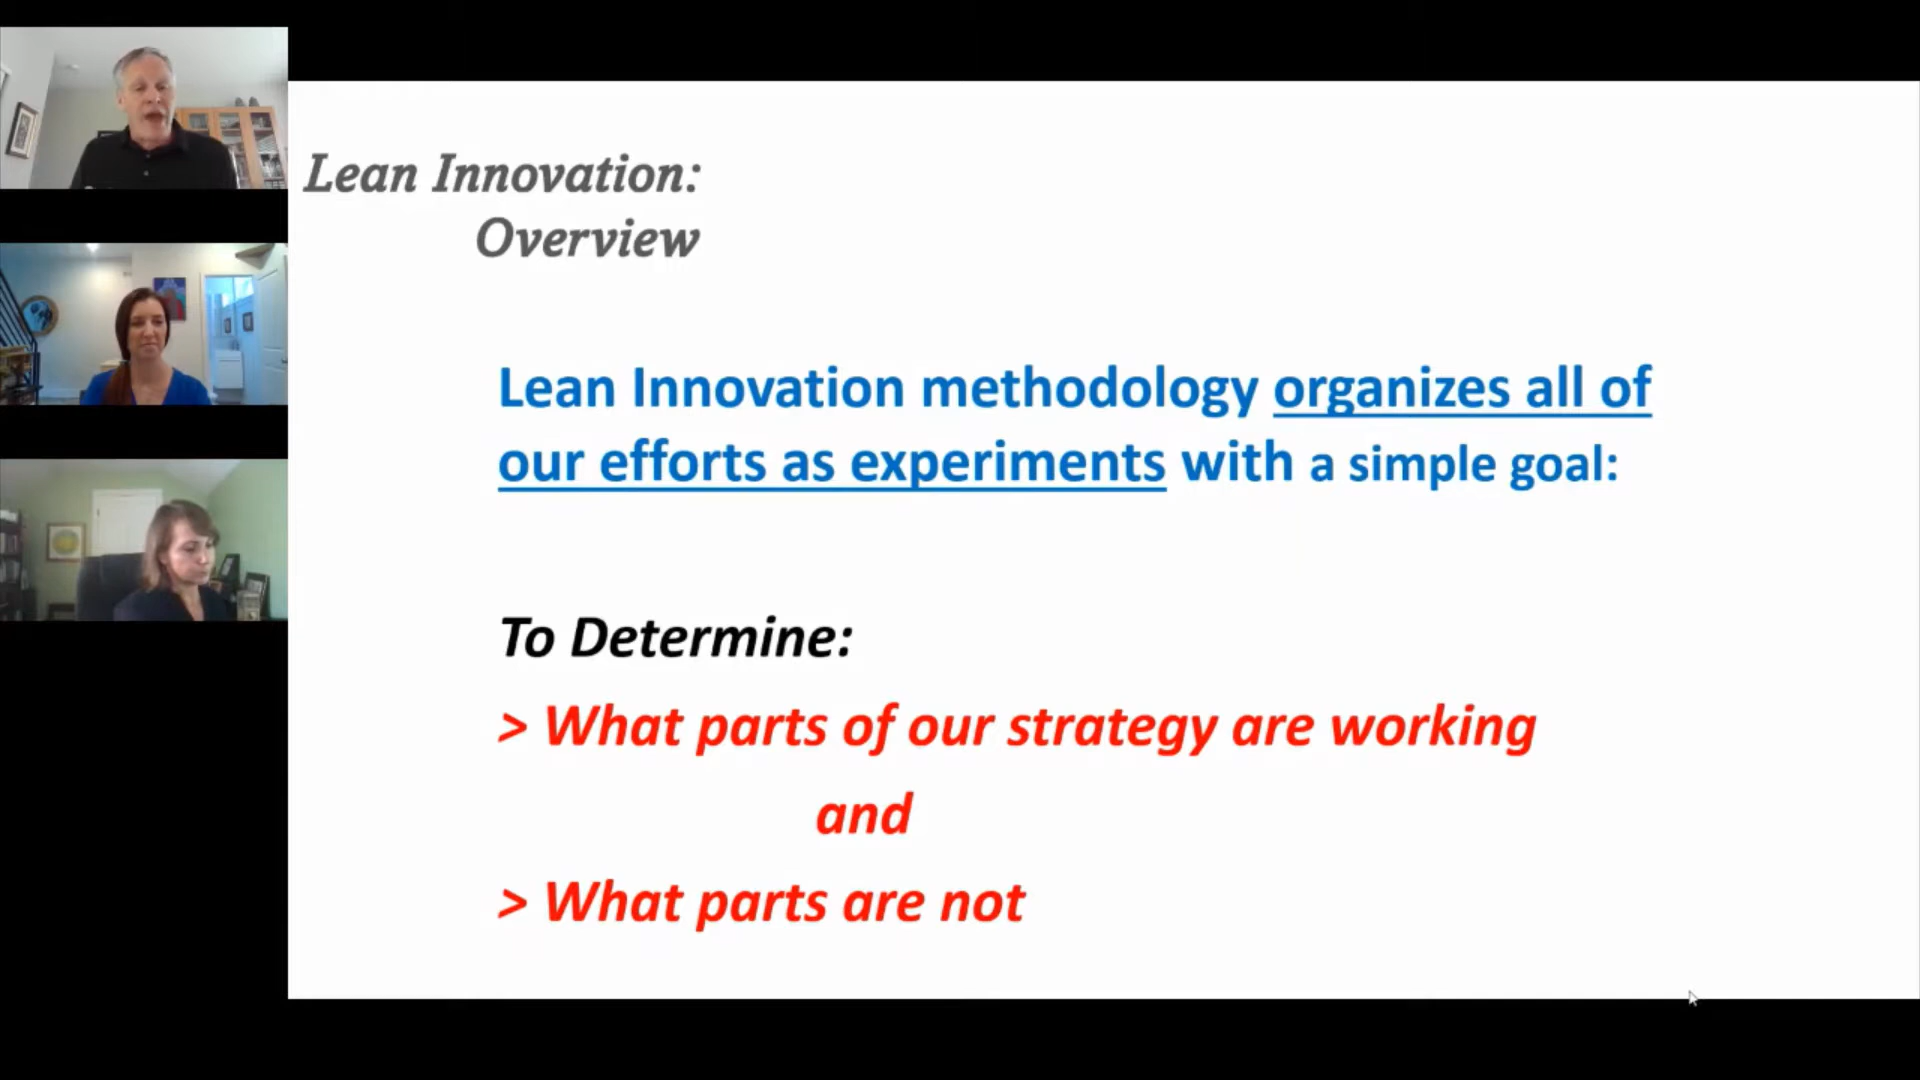 Lean Innovation:
Overview
Lean Innovation methodology organizes all of
our efforts as experiments with a simple goal:
To Determine:
> What parts of our strategy are working
and
> What parts are not